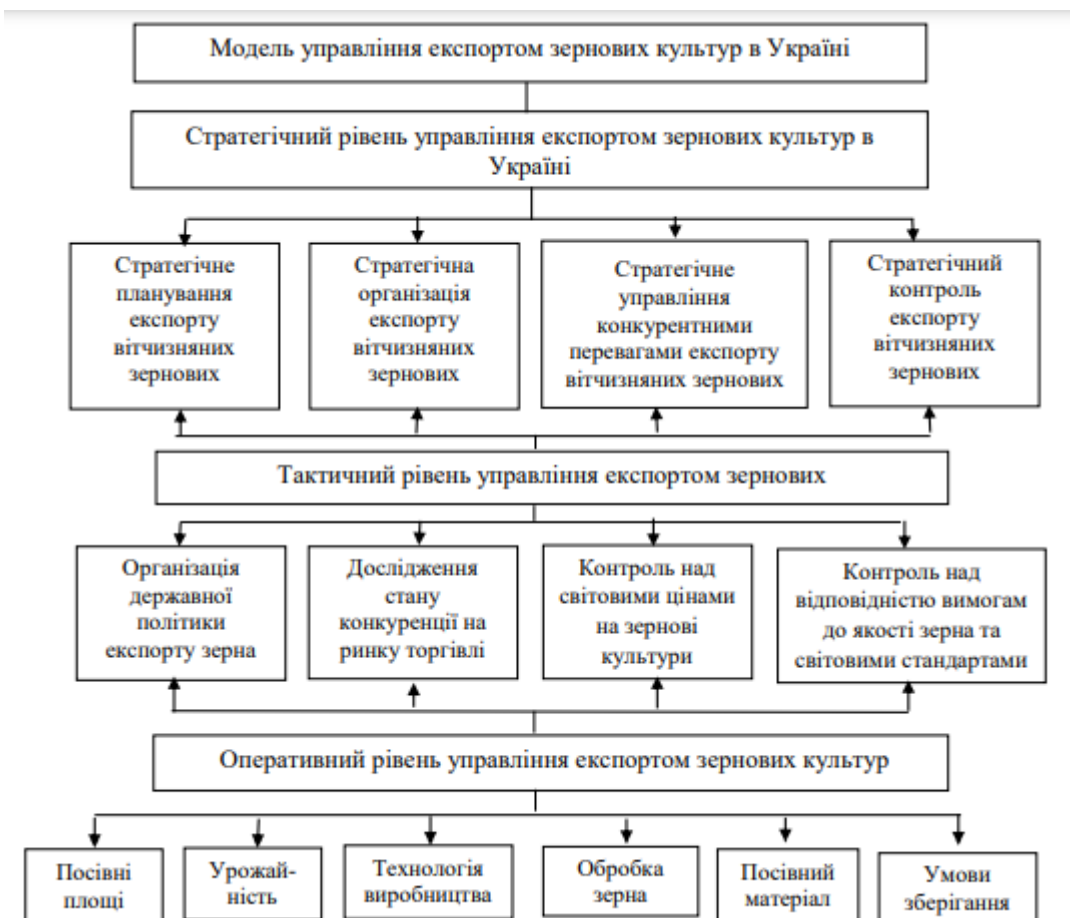 Модель управління експортом зернових культур в Україні
Стратегічний рівень управління експортом зернових культур в
Україні
Стратегічне
планування
експорту
вітчизняних
зернових
Стратегічна
організація
експорту
вітчизняних
зернових
Стратегічне
управління
конкурентними
перевагами експорту
вітчизняних зернових
Стратегічний
контроль
експорту
вітчизняних
зернових
Тактичний рівень управління експортом зернових
Організація
державної
політики
експорту зерна
Дослідження
стану
конкуренції на
ринку торгівлі
Контроль над
світовими цінами
на зернові
культури
Контроль над
відповідністю вимогам
до якості зерна та
світовими стандартами
Оперативний рівень управління експортом зернових культур
Посівні
площі
Урожай-
ність
Технологія
виробництва
Обробка
зерна
Посівний
матеріал
Умови
зберігання